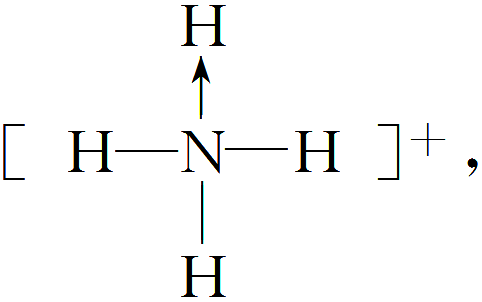 H
[ H—N—H ]+ ,
H